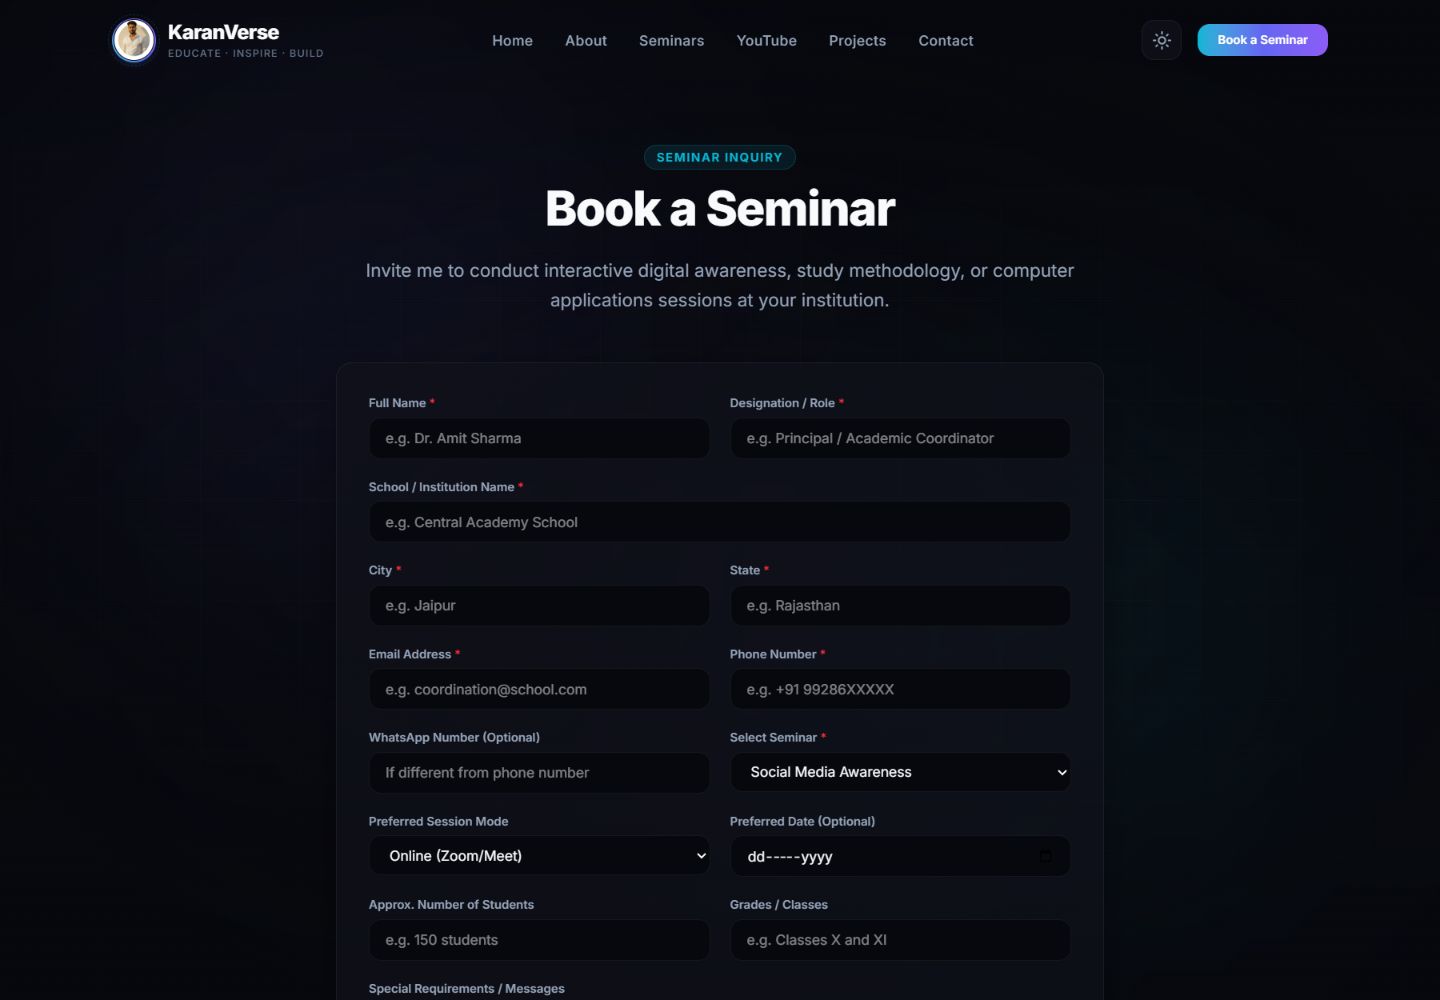 KaranVerse
EDUCATE · INSPIRE · BUILD
Home
About
Seminars
YouTube
Projects
Contact
Book a Seminar
SEMINAR INQUIRY
Book a Seminar
Invite me to conduct interactive digital awareness, study methodology, or computer
applications sessions at your institution.
Full Name *
Designation / Role *
e.g. Dr. Amit Sharma
e.g. Principal / Academic Coordinator
School / Institution Name *
e.g. Central Academy School
City *
State *
e.g. Jaipur
e.g. Rajasthan
Email Address *
Phone Number *
e.g. coordination@school.com
e.g. +91 99286XXXXX
WhatsApp Number (Optional)
Select Seminar *
If different from phone number
Social Media Awareness
Preferred Session Mode
Preferred Date (Optional)
Online (Zoom/Meet)
dd-----yyyy
Approx. Number of Students
Grades / Classes
e.g. 150 students
e.g. Classes X and XI
Special Requirements / Messages